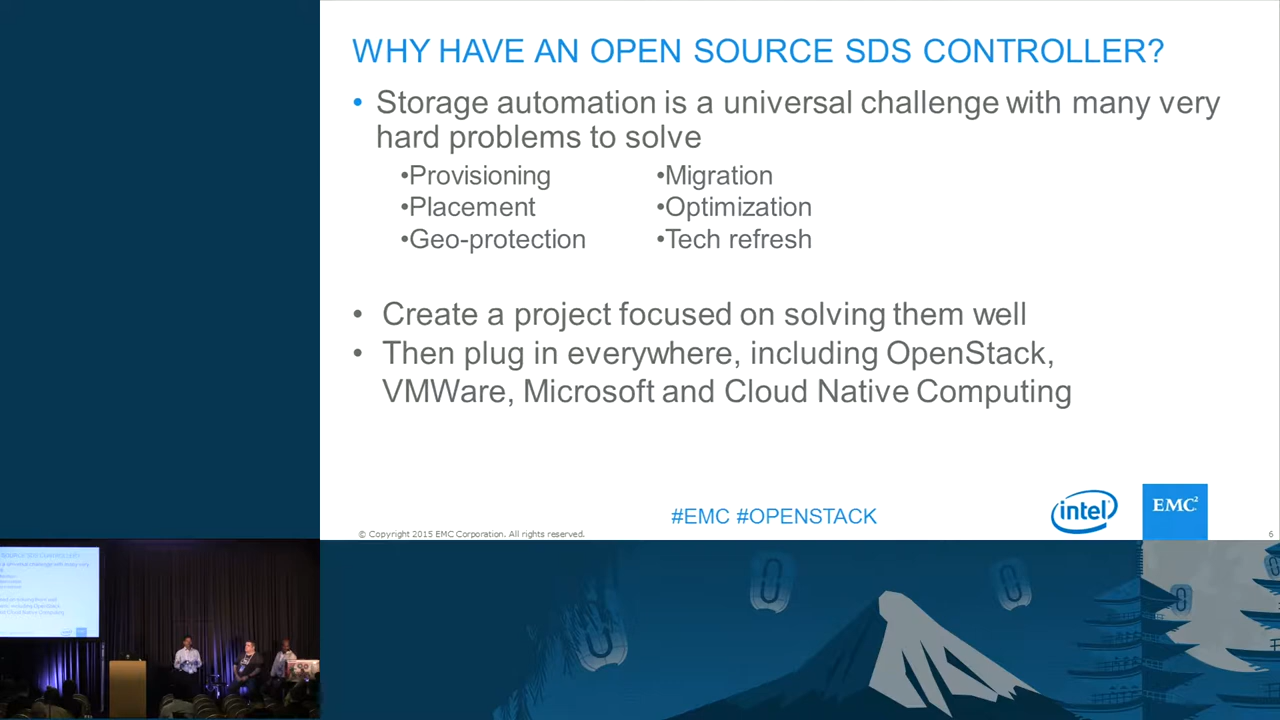 WHY HAVE AN OPEN SOURCE SDS CONTROLLER?
• Storage automation is a universal challenge with many very
hard problems to solve
•Provisioning
•Placement
•Geo-protection
•Migration
•Optimization
•Tech refresh
• Create a project focused on solving them well
• Then plug in everywhere, including OpenStack,
VMWare, Microsoft and Cloud Native Computing
#EMC #OPENSTACK
© Copyright 2015 EMC Corporation. All rights reserved.
intel
EMC²
6